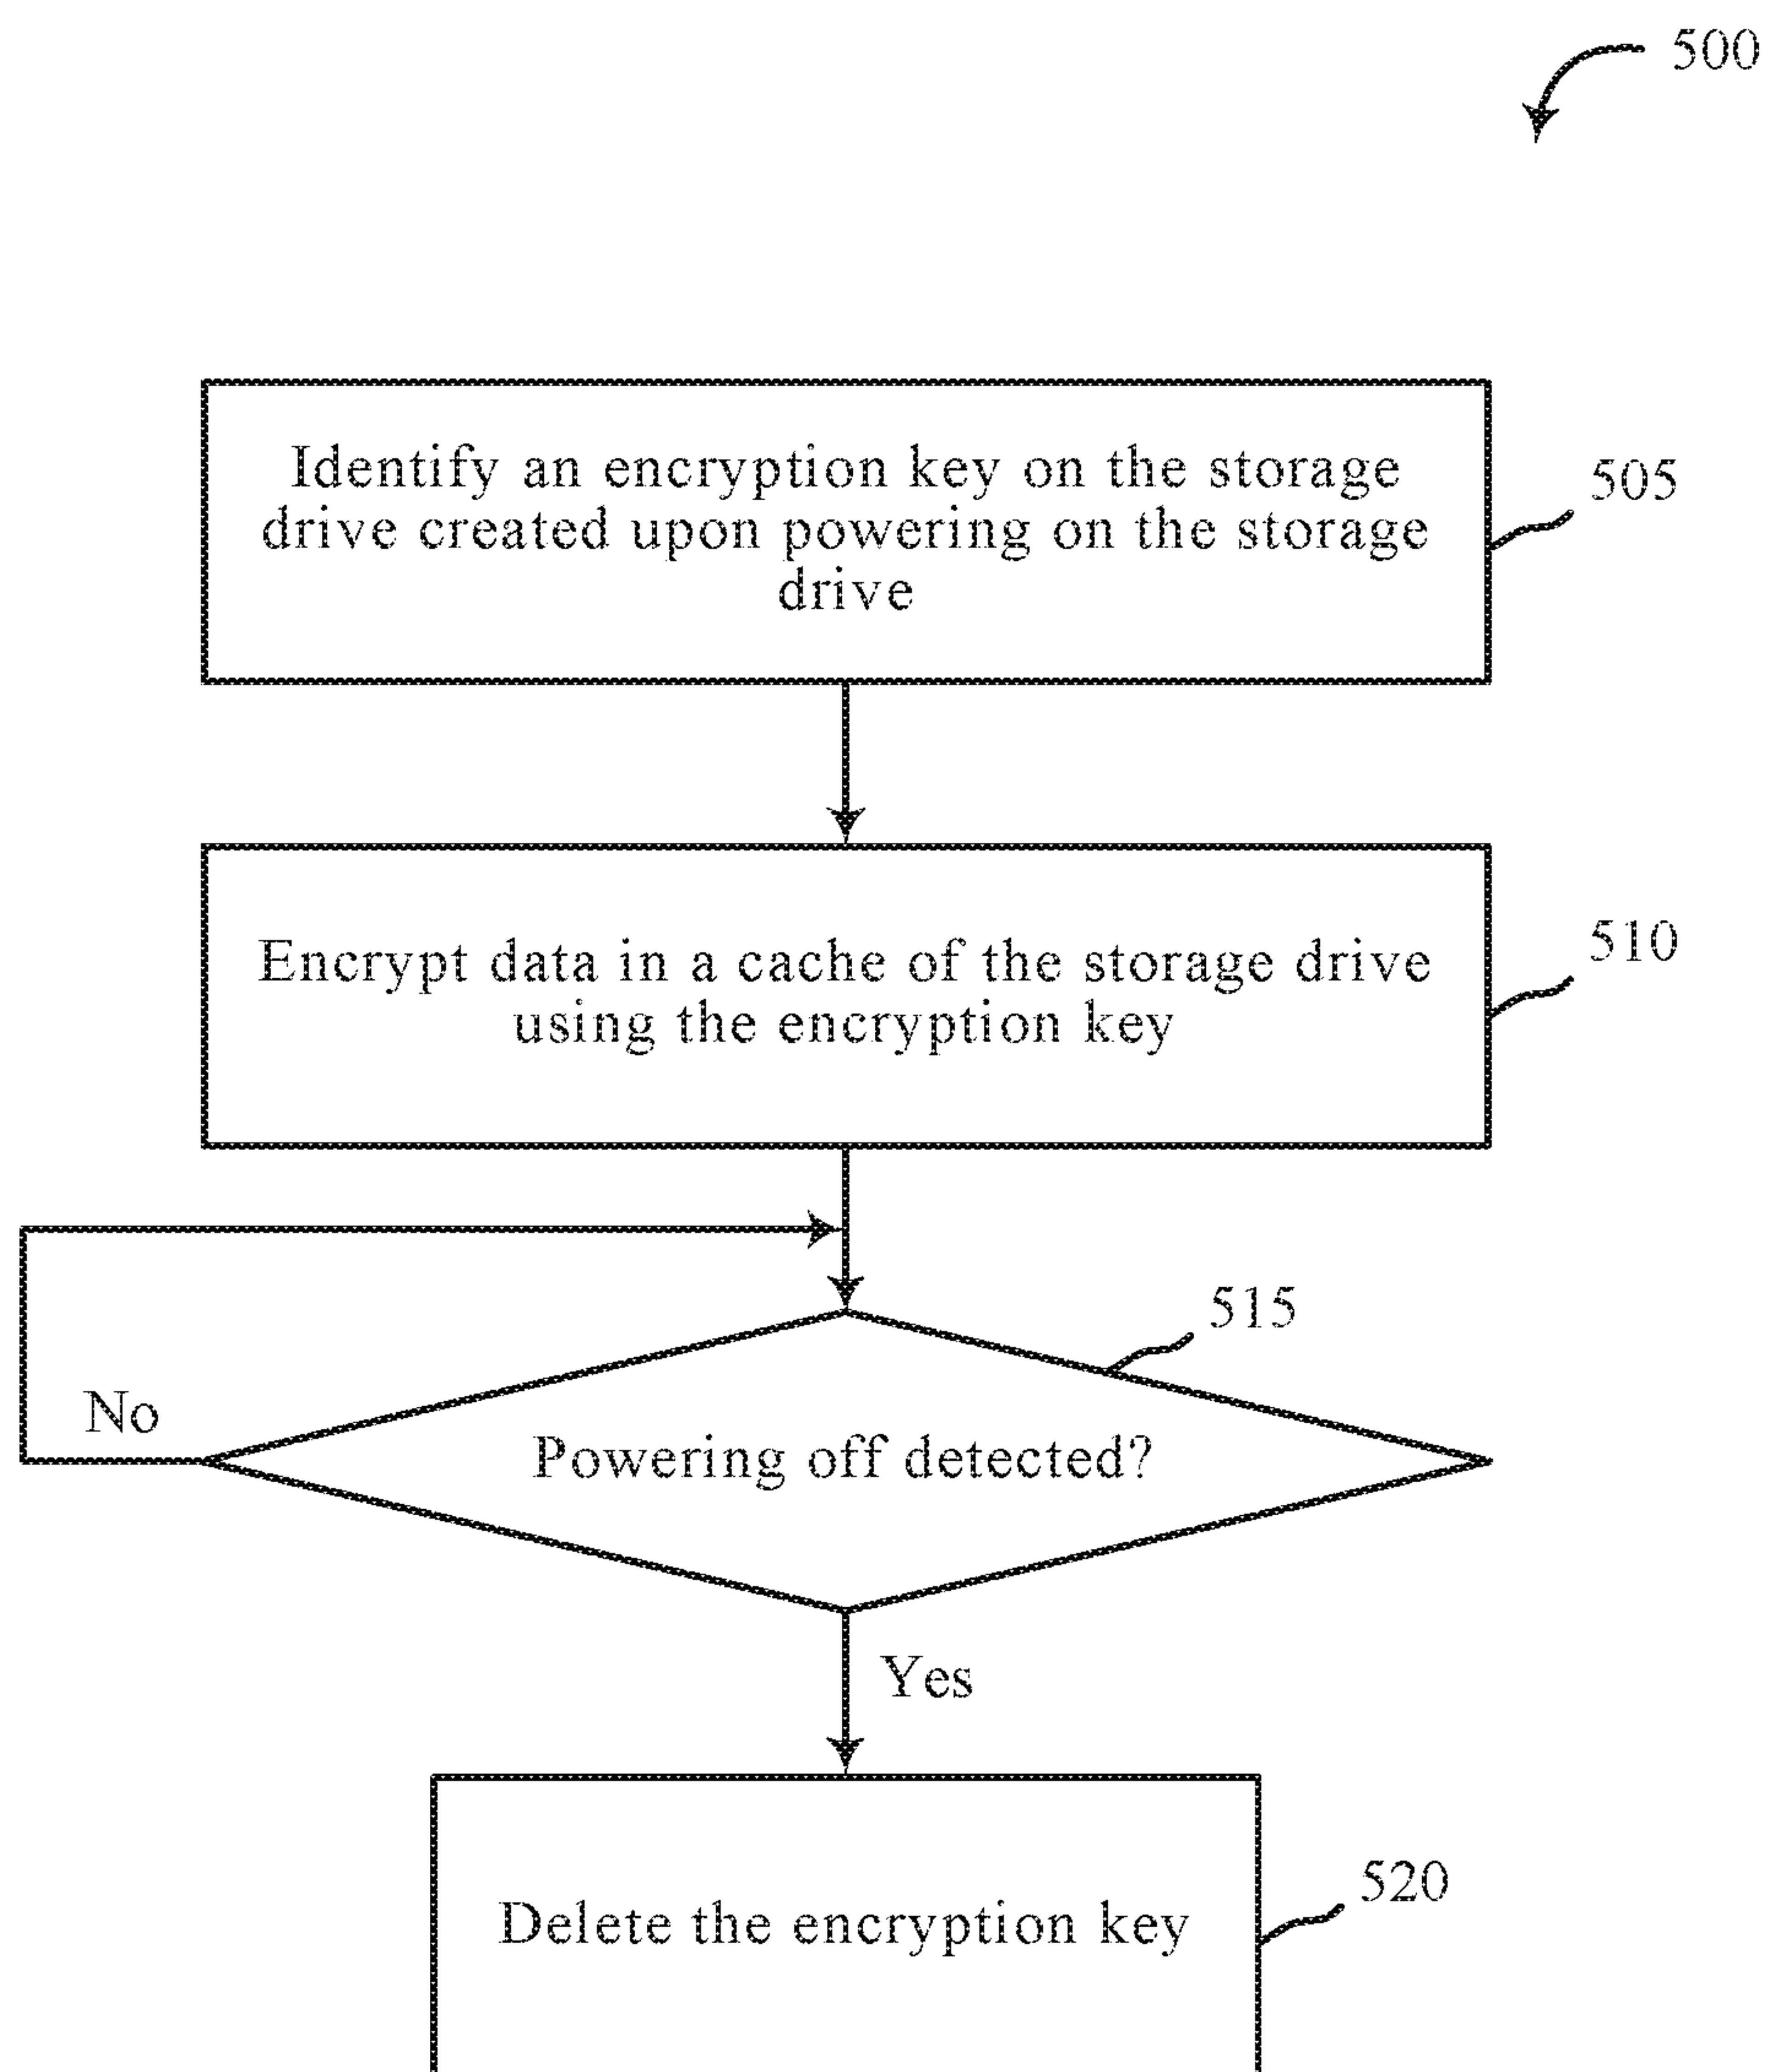 500
Identify an encryption key on the storage
drive created upon powering on the storage
drive
505
Encrypt data in a cache of the storage drive
using the encryption key
510
515
Powering off detected?
No
Yes
Delete the encryption key
520